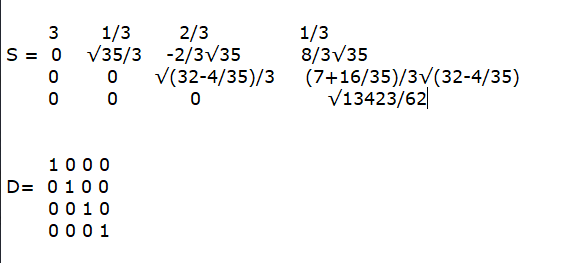 3 1/3 2/3 1/3
S = 0 √35/3 -2/3√35 8/3√35
0 0 √(32-4/35)/3 (7+16/35)/3√(32-4/35)
0 0 0 √13423/62
1 0 0 0
D= 0 1 0 0
0 0 1 0
0 0 0 1